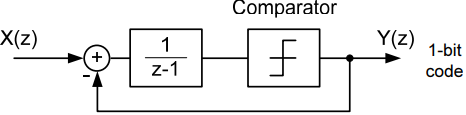 Comparator
X(z)
+
-
1
z-1
Y(z)
1-bit
code